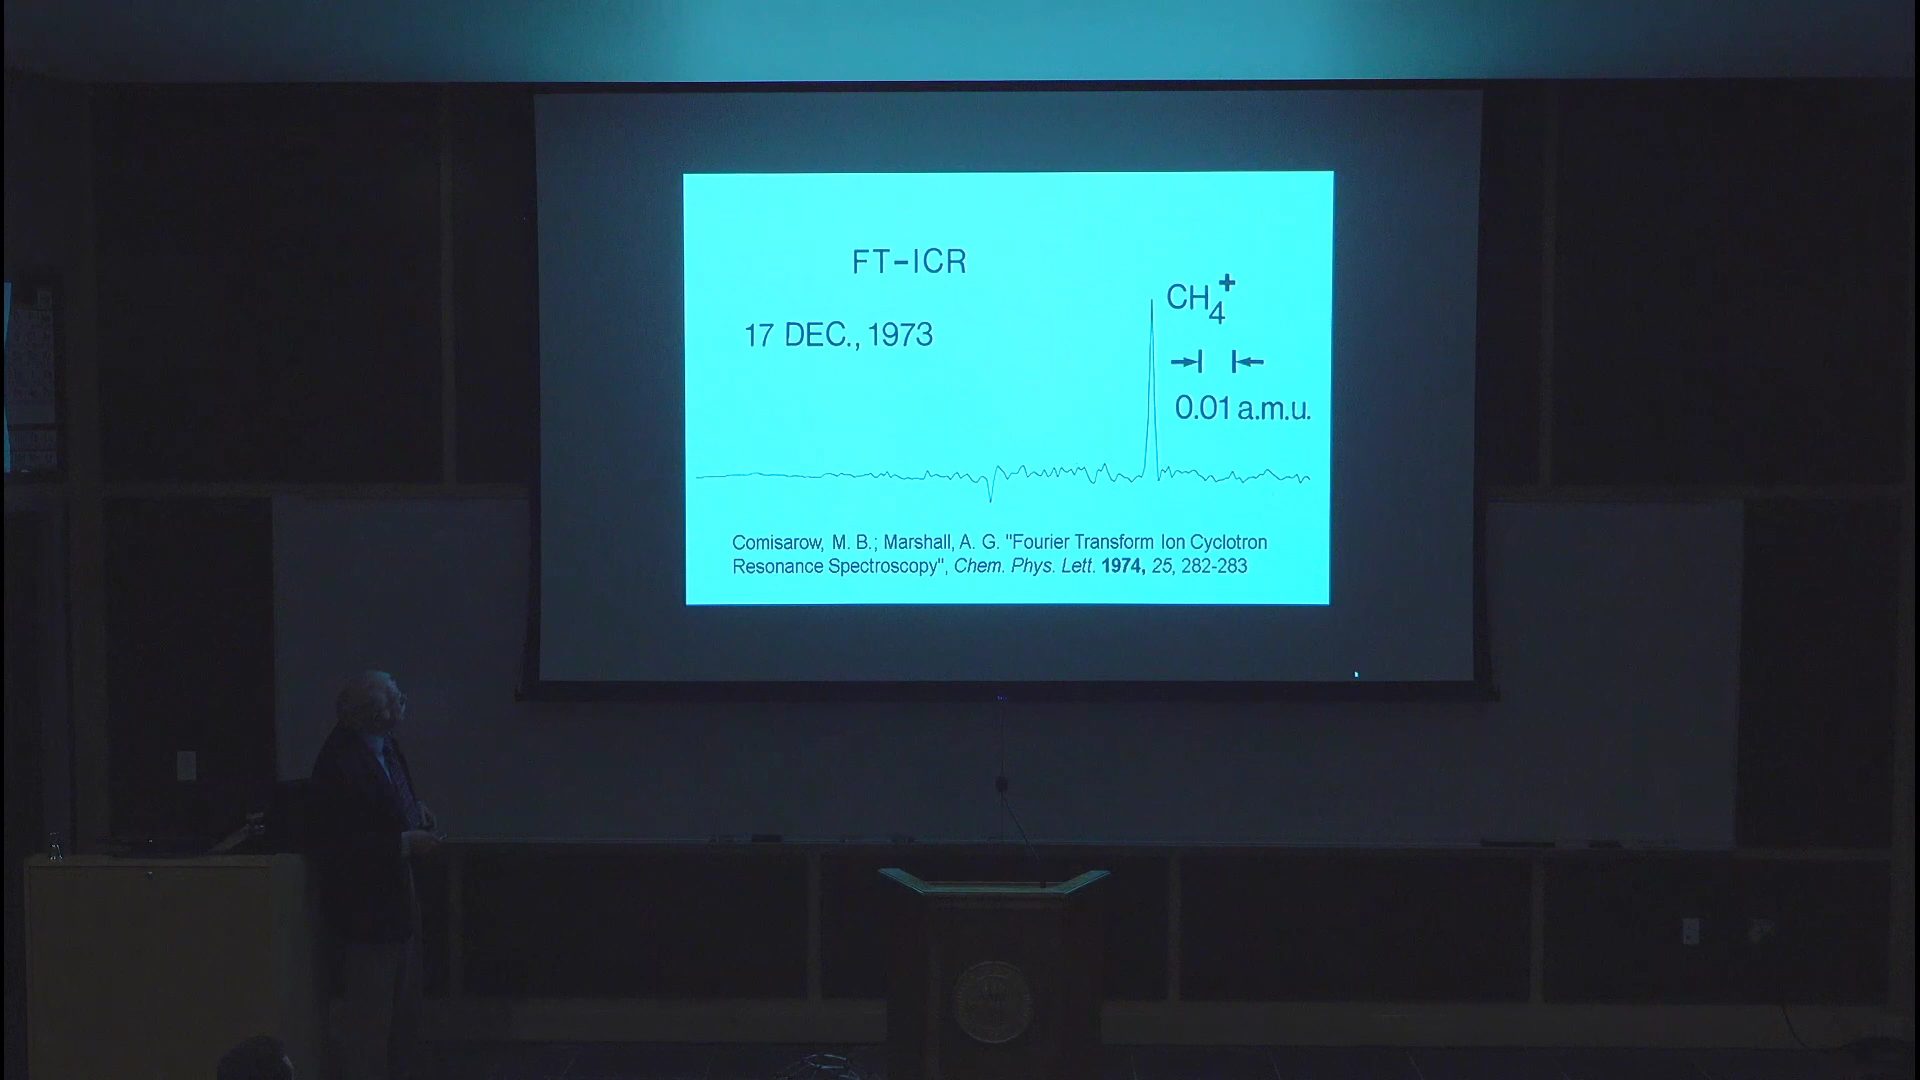 FT-ICR
17 DEC., 1973
CH4+
0.01 a.m.u.
Comisarow, M. B.; Marshall, A. G. "Fourier Transform Ion Cyclotron
Resonance Spectroscopy", Chem. Phys. Lett. 1974, 25, 282-283